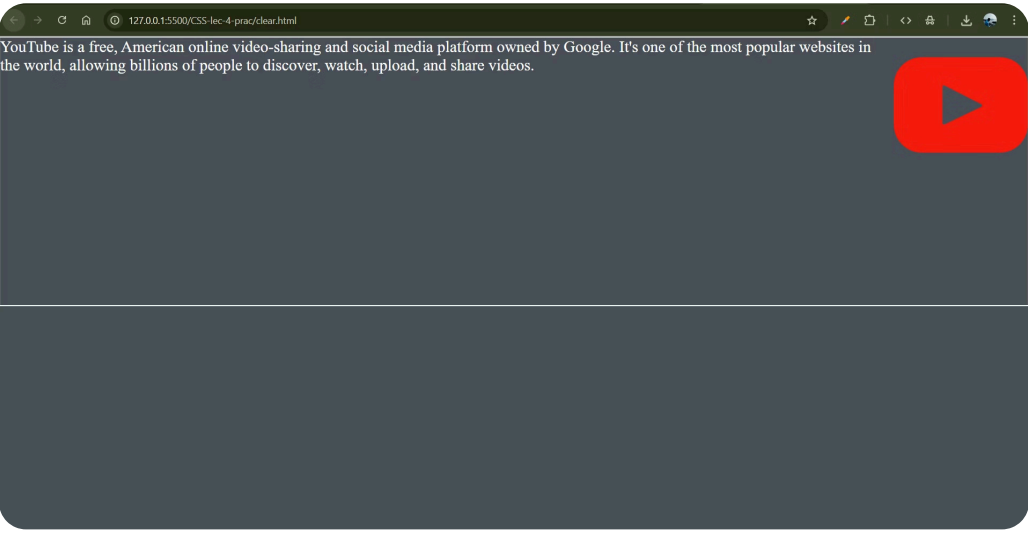 127.0.0.1:5500/CSS-lec-4-prac/clear.html
YouTube is a free, American online video-sharing and social media platform owned by Google. It's one of the most popular websites in
the world, allowing billions of people to discover, watch, upload, and share videos.